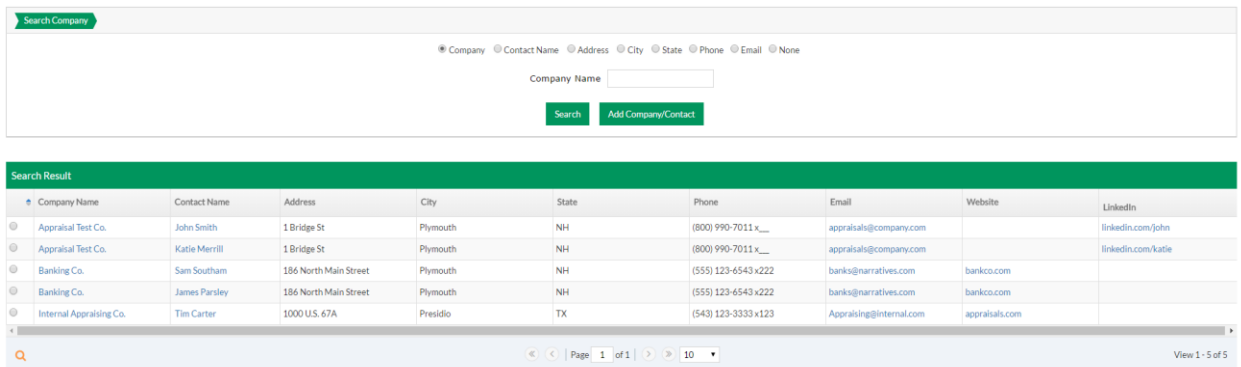 Search Company
Company Contact Name Address City State Phone Email None
Company Name
Search Add Company/Contact
Search Result
Company Name Contact Name Address City State Phone Email Website LinkedIn
Appraisal Test Co. John Smith 1 Bridge St Plymouth NH (800) 990-7011 x__ appraisals@company.com linkedin.com/john
Appraisal Test Co. Katie Merrill 1 Bridge St Plymouth NH (800) 990-7011 x__ appraisals@company.com linkedin.com/katie
Banking Co. Sam Southam 186 North Main Street Plymouth NH (555) 123-6543 x222 banks@narratives.com bankco.com
Banking Co. James Parsley 186 North Main Street Plymouth NH (555) 123-6543 x222 banks@narratives.com bankco.com
Internal Appraising Co. Tim Carter 1000 U.S. 67A Presidio TX (543) 123-3333 x123 Appraising@internal.com appraisals.com
Page 1 of 1 10 View 1 - 5 of 5